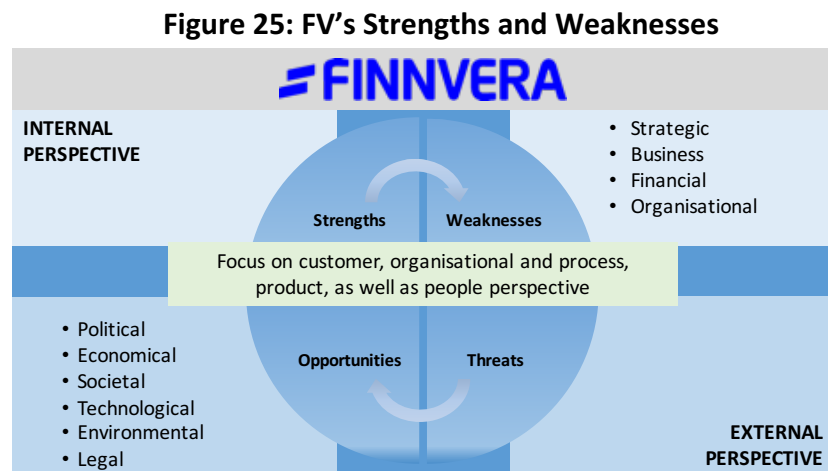 Figure 25: FV's Strengths and Weaknesses
FINNVERA
INTERNAL
PERSPECTIVE
• Strategic
• Business
• Financial
• Organisational
Strengths
Weaknesses
Focus on customer, organisational and process,
product, as well as people perspective
• Political
• Economical
• Societal
• Technological
• Environmental
• Legal
Opportunities
Threats
EXTERNAL
PERSPECTIVE